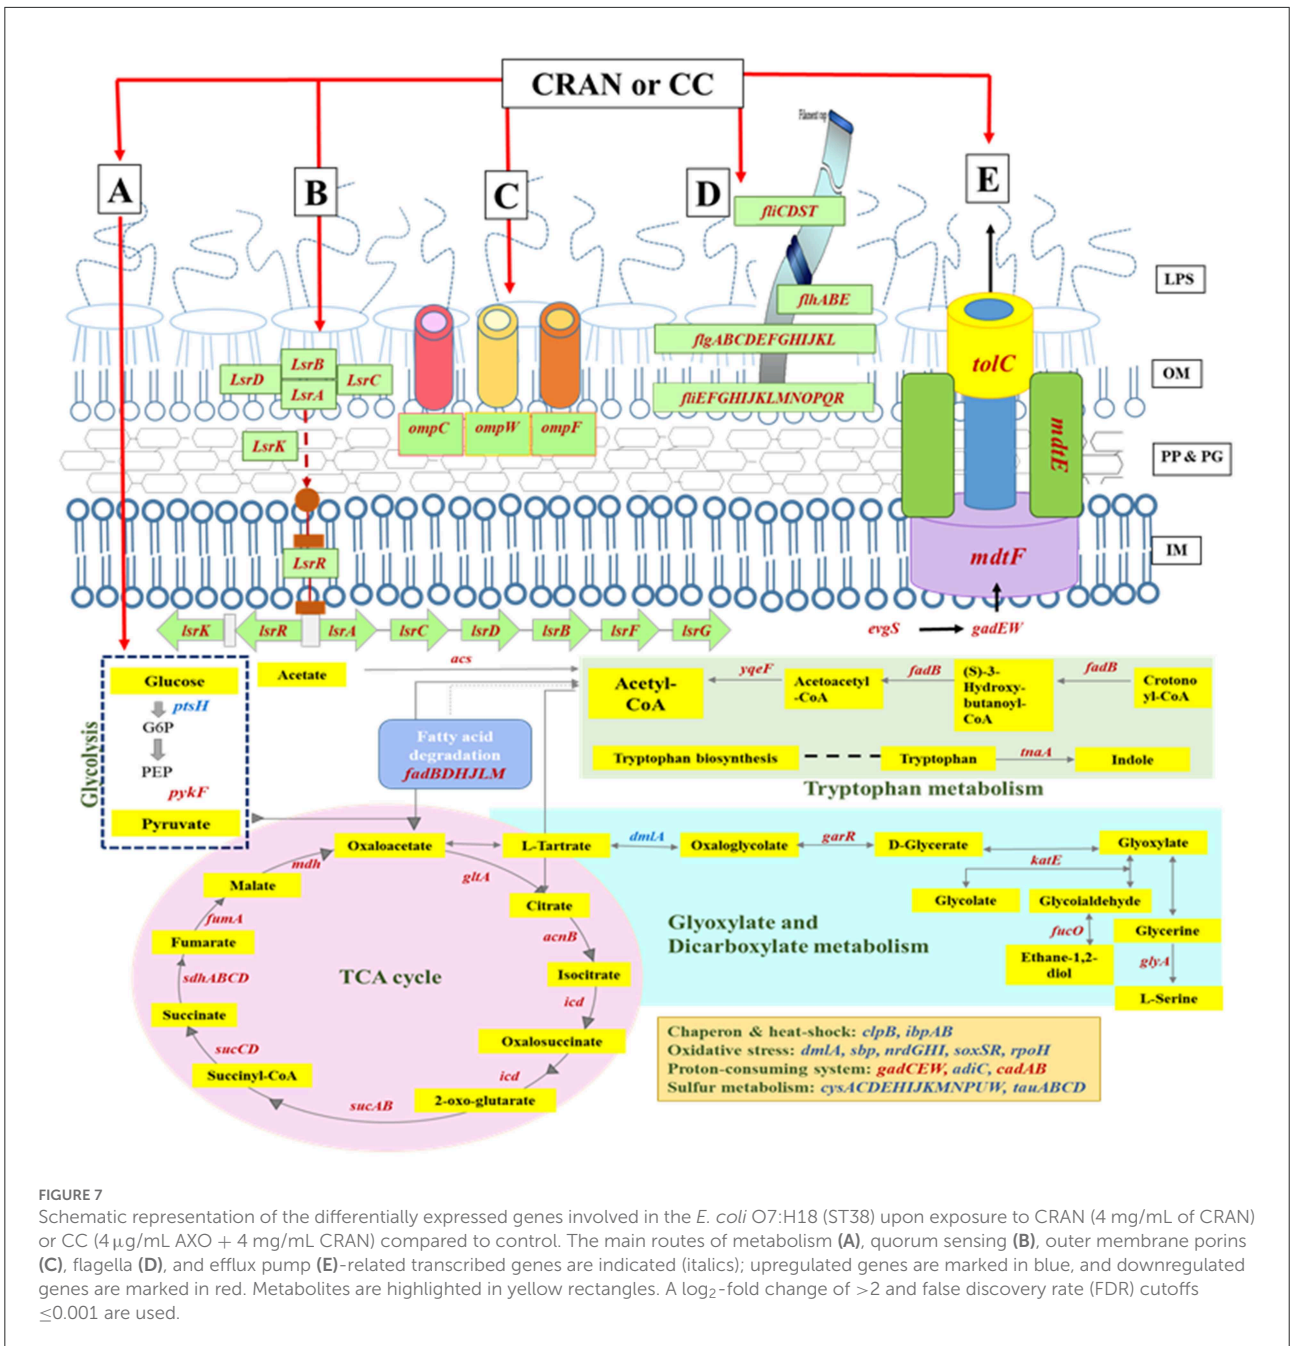 CRAN or CC
A
B
C
D
E
Filament cap
fliCDST
flhABE
flgABCDEFGHIJKL
fliEFGHIJKLMNOPQR
LPS
OM
PP & PG
IM
LsrB
LsrD
LsrC
LsrA
LsrK
LsrR
ompC
ompW
ompF
tolC
mdtE
mdtF
evgS
gadEW
lsrK
lsrR
lsrA
lsrC
lsrD
lsrB
lsrF
lsrG
Glycolysis
Glucose
ptsH
G6P
PEP
pykF
Pyruvate
Acetate
acs
Acetyl-
CoA
yqeF
Acetoacetyl
-CoA
fadB
(S)-3-
Hydroxy-
butanoyl-
CoA
fadB
Crotono
yl-CoA
Fatty acid
degradation
fadBDHJLM
Tryptophan biosynthesis
Tryptophan
tnaA
Indole
Tryptophan metabolism
Oxaloacetate
L-Tartrate
dmlA
Oxaloglycolate
garR
D-Glycerate
Glyoxylate
katE
Glycolate
Glycoialdehyde
fucO
Ethane-1,2-
diol
Glycerine
glyA
L-Serine
Glyoxylate and
Dicarboxylate metabolism
mdh
gltA
Malate
Citrate
fumA
acnB
Fumarate
Isocitrate
sdhABCD
TCA cycle
icd
Succinate
Oxalosuccinate
sucCD
icd
Succinyl-CoA
2-oxo-glutarate
sucAB
Chaperon & heat-shock: clpB, ibpAB
Oxidative stress: dmlA, sbp, nrdGHI, soxSR, rpoH
Proton-consuming system: gadCEW, adiC, cadAB
Sulfur metabolism: cysACDEHIJKMNPUW, tauABCD
FIGURE 7
Schematic representation of the differentially expressed genes involved in the E. coli O7:H18 (ST38) upon exposure to CRAN (4 mg/mL of CRAN)
or CC (4 µg/mL AXO + 4 mg/mL CRAN) compared to control. The main routes of metabolism (A), quorum sensing (B), outer membrane porins
(C), flagella (D), and efflux pump (E)-related transcribed genes are indicated (italics); upregulated genes are marked in blue, and downregulated
genes are marked in red. Metabolites are highlighted in yellow rectangles. A log₂-fold change of >2 and false discovery rate (FDR) cutoffs
≤0.001 are used.